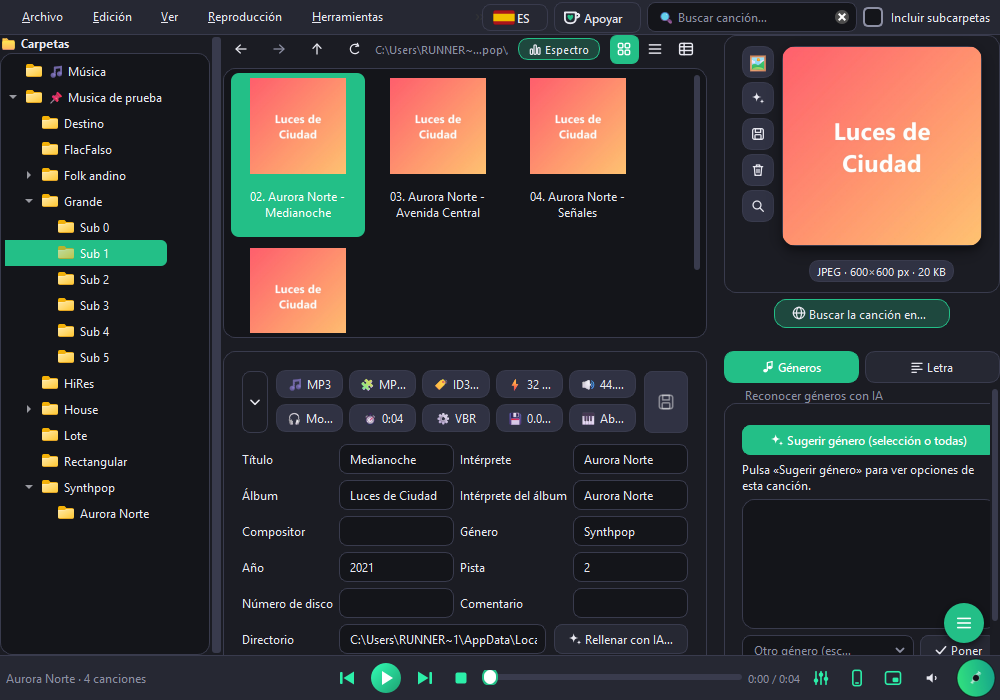 Archivo Edición Ver Reproducción Herramientas ES Apoyar Buscar canción... Incluir subcarpetas
Carpetas
Música
Musica de prueba
Destino
FlacFalso
Folk andino
Grande
Sub 0
Sub 1
Sub 2
Sub 3
Sub 4
Sub 5
HiRes
House
Lote
Rectangular
Synthpop
Aurora Norte
C:\Users\RUNNER~...pop\ Espectro
Luces de
Ciudad
02. Aurora Norte -
Medianoche
Luces de
Ciudad
03. Aurora Norte -
Avenida Central
Luces de
Ciudad
04. Aurora Norte -
Señales
Luces de
Ciudad
MP3 MP... ID3... 32 ... 44....
Mo... 0:04 VBR 0.0... Ab...
Título Medianoche Intérprete Aurora Norte
Álbum Luces de Ciudad Intérprete del álbum Aurora Norte
Compositor Género Synthpop
Año 2021 Pista 2
Número de disco Comentario
Directorio C:\Users\RUNNER~1\AppData\Loca Rellenar con IA...
Luces de
Ciudad
JPEG · 600×600 px · 20 KB
Buscar la canción en...
Géneros Letra
Reconocer géneros con IA
Sugerir género (selección o todas)
Pulsa «Sugerir género» para ver opciones de
esta canción.
Otro género (esc... Poner
Aurora Norte · 4 canciones 0:00 / 0:04